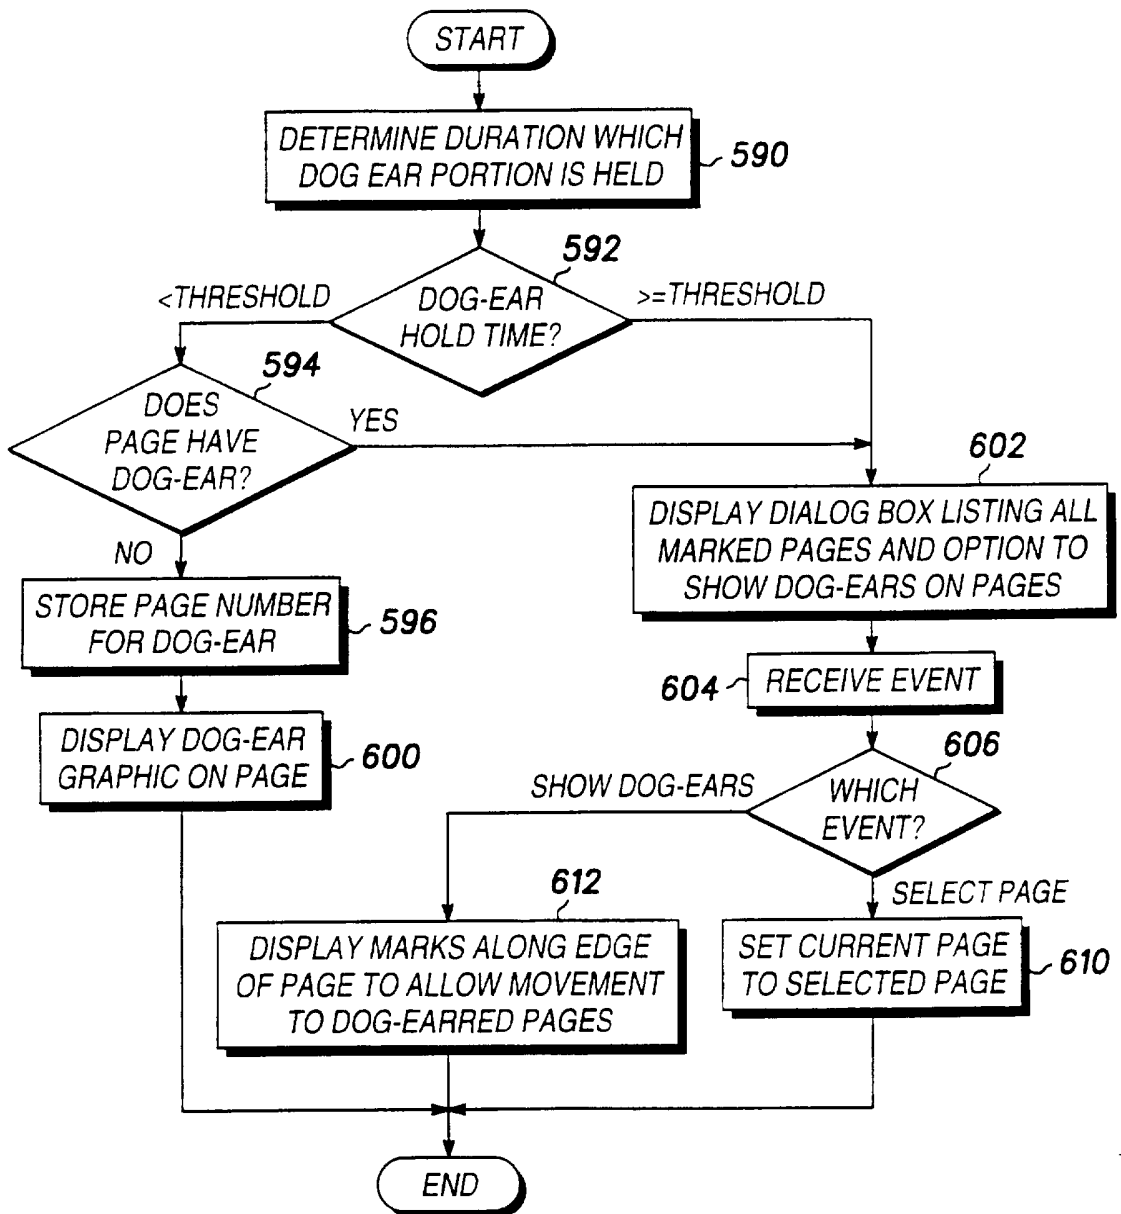 START
DETERMINE DURATION WHICH
DOG EAR PORTION IS HELD
590
592
<THRESHOLD
DOG-EAR
HOLD TIME?
>=THRESHOLD
594
DOES
PAGE HAVE
DOG-EAR?
YES
NO
602
DISPLAY DIALOG BOX LISTING ALL
MARKED PAGES AND OPTION TO
SHOW DOG-EARS ON PAGES
STORE PAGE NUMBER
FOR DOG-EAR
596
604
RECEIVE EVENT
DISPLAY DOG-EAR
GRAPHIC ON PAGE
600
606
SHOW DOG-EARS
WHICH
EVENT?
SELECT PAGE
612
DISPLAY MARKS ALONG EDGE
OF PAGE TO ALLOW MOVEMENT
TO DOG-EARRED PAGES
SET CURRENT PAGE
TO SELECTED PAGE
610
END